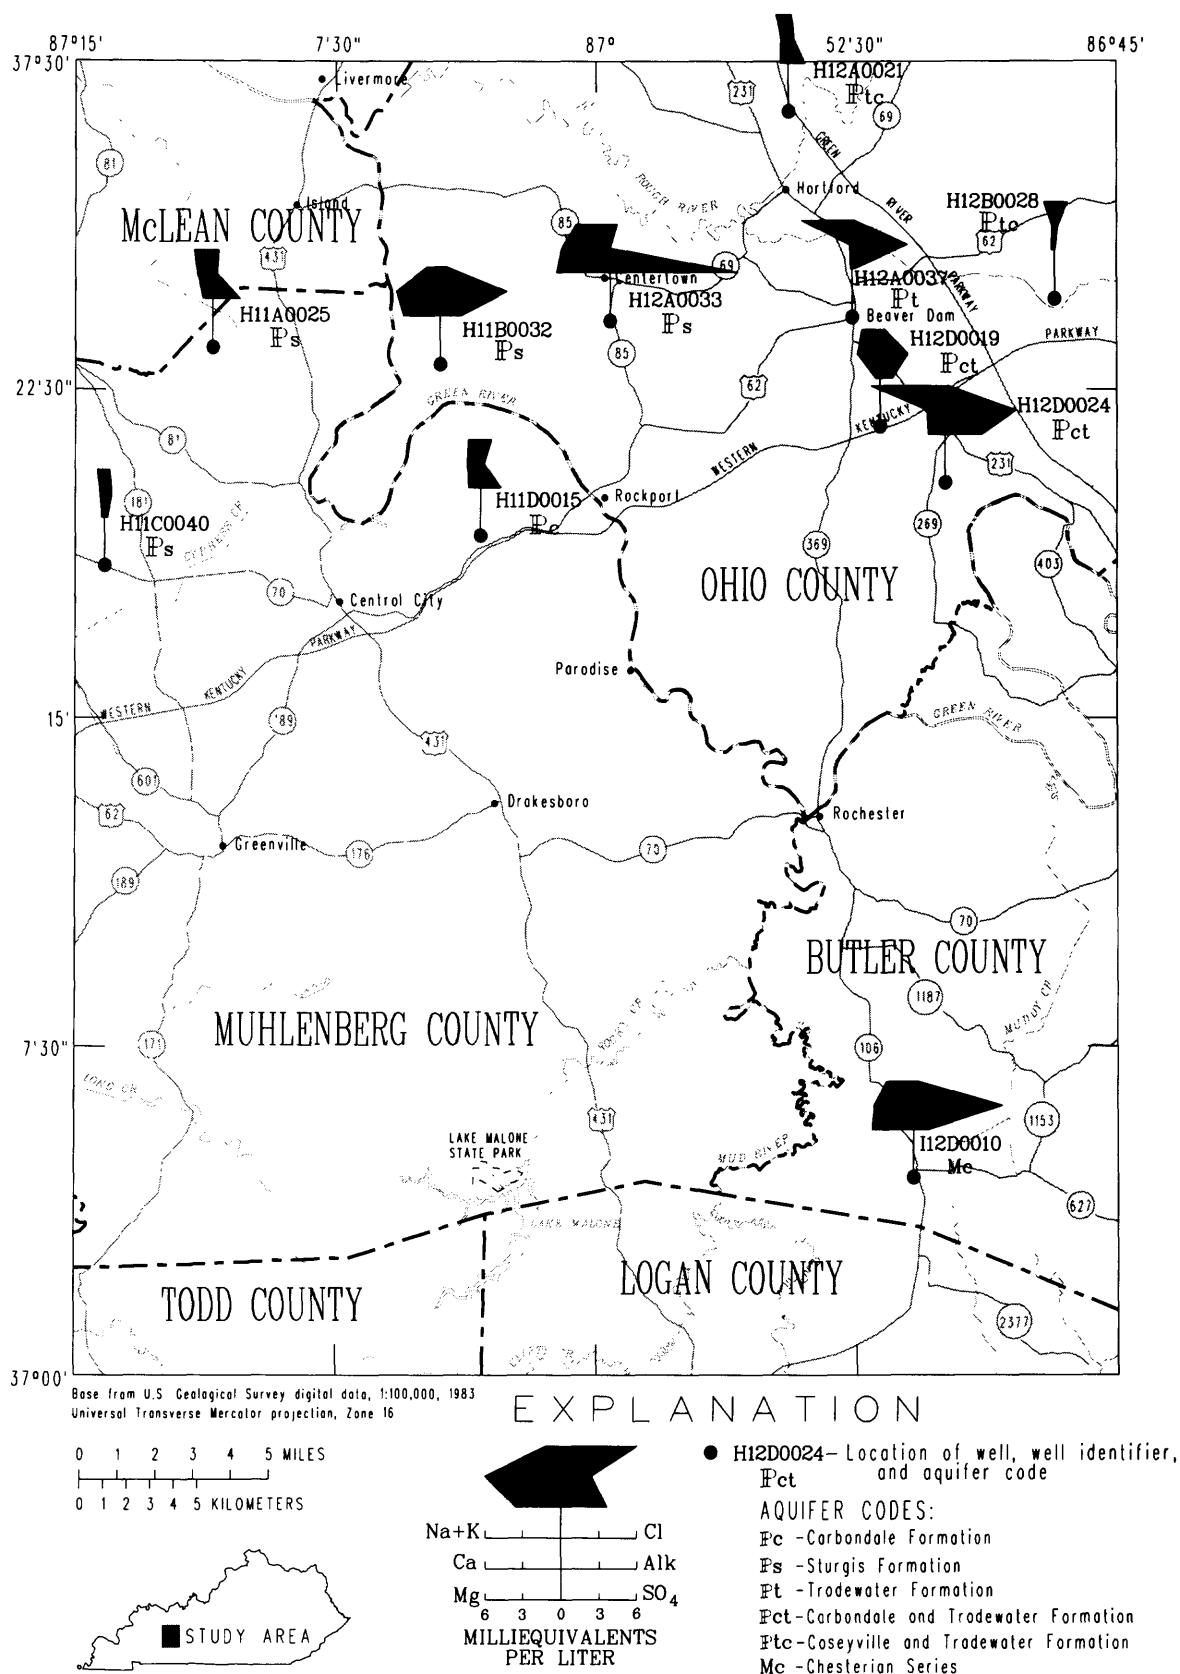 87°15' 7'30" 87° 52'30" 86°45'
37°30'
Livermore
H12A0021
ℙtc
231
69
GREEN
81
ROUGH RIVER
Hartford
Island
McLEAN COUNTY
RIVER
H12B0028
ℙtc
85
62
431
69
Centertown
H12A0037
ℙt
PARKWAY
H11A0025
ℙs
H11B0032
ℙs
H12A0033
ℙs
Beaver Dam
H12D0019
ℙct
PARKWAY
85
22'30"
GREEN RIVER
62
KENTUCKY
H12D0024
ℙct
81
WESTERN
231
181
H11C0040
ℙs
CYPRESS CR
H11D0015
ℙc
Rockport
269
369
403
OHIO COUNTY
70
Central City
PARKWAY
Paradise
KENTUCKY
WESTERN
15'
189
431
GREEN RIVER
601
62
Drakesboro
Rochester
Greenville
176
70
189
70
BUTLER COUNTY
1187
MUDDY CR
MUHLENBERG COUNTY
ROCKY CR
7'30"
171
106
LONG CR
431
1153
LAKE MALONE
STATE PARK
MUD RIVER
I12D0010
Mc
627
LAKE MALONE
LOGAN COUNTY
TODD COUNTY
2377
37°00'
Base from U.S. Geological Survey digital data, 1:100,000, 1983
Universal Transverse Mercator projection, Zone 16
EXPLANATION
0 1 2 3 4 5 MILES
0 1 2 3 4 5 KILOMETERS
STUDY AREA
Na+K Cl
Ca Alk
Mg SO4
6 3 0 3 6
MILLIEQUIVALENTS
PER LITER
H12D0024– Location of well, well identifier,
ℙct and aquifer code
AQUIFER CODES:
ℙc -Carbondale Formation
ℙs -Sturgis Formation
ℙt -Tradewater Formation
ℙct-Carbondale and Tradewater Formation
ℙtc-Caseyville and Tradewater Formation
Mc -Chesterian Series